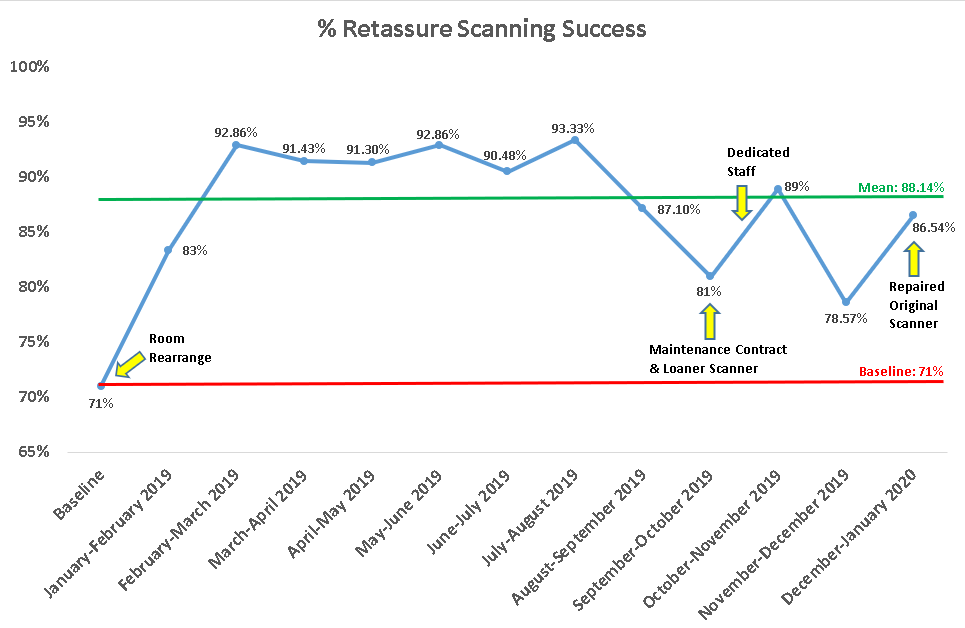 % Retassure Scanning Success
100%
95%
90%
85%
80%
75%
70%
65%
71%
83%
92.86%
91.43%
91.30%
92.86%
90.48%
93.33%
87.10%
81%
89%
78.57%
86.54%
Mean: 88.14%
Baseline: 71%
Room
Rearrange
Maintenance Contract
& Loaner Scanner
Dedicated
Staff
Repaired
Original
Scanner
Baseline
January-February 2019
February-March 2019
March-April 2019
April-May 2019
May-June 2019
June-July 2019
July-August 2019
August-September 2019
September-October 2019
October-November 2019
November-December 2019
December-January 2020